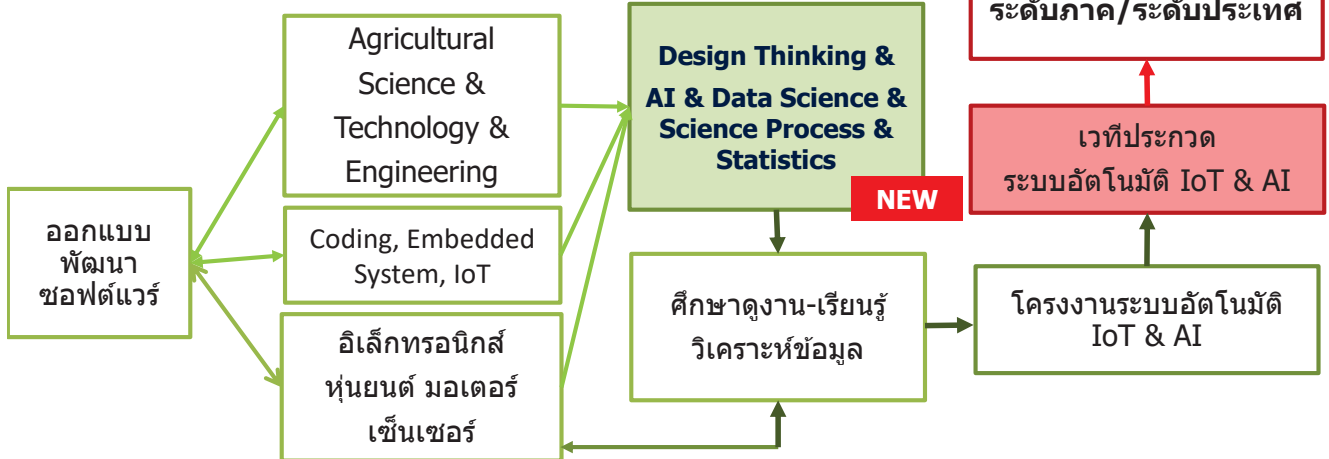 ออกแบบ
พัฒนา
ซอฟต์แวร์
Agricultural
Science &
Technology &
Engineering
Coding, Embedded
System, IoT
อิเล็กทรอนิกส์
หุ่นยนต์ มอเตอร์
เซ็นเซอร์
Design Thinking &
AI & Data Science &
Science Process &
Statistics
NEW
ศึกษาดูงาน-เรียนรู้
วิเคราะห์ข้อมูล
โครงงานระบบอัตโนมัติ
IoT & AI
เวทีประกวด
ระบบอัตโนมัติ IoT & AI
ระดับภาค/ระดับประเทศ